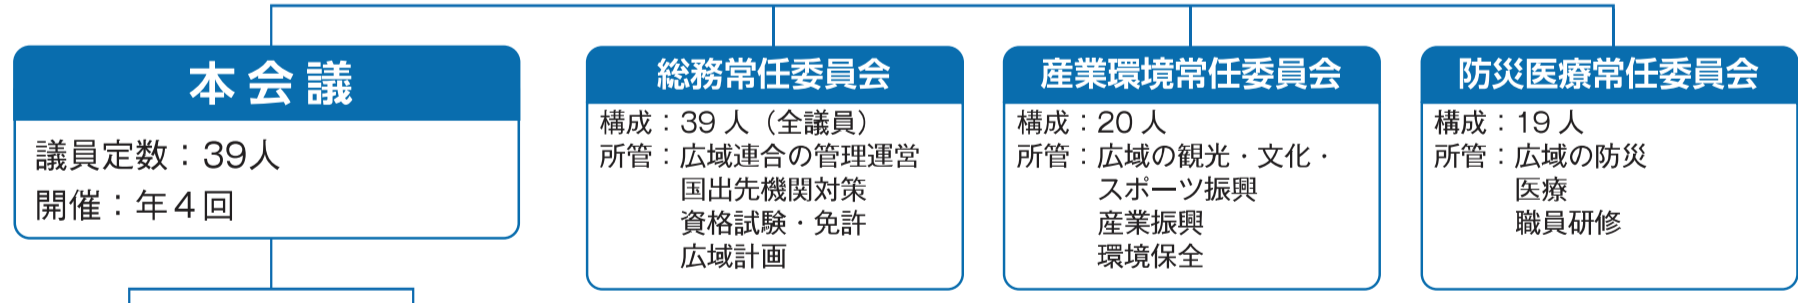 本会議
議員定数：39人
開催：年４回
総務常任委員会
構成：39 人（全議員）
所管：広域連合の管理運営
国出先機関対策
資格試験・免許
広域計画
産業環境常任委員会
構成：20 人
所管：広域の観光・文化・
スポーツ振興
産業振興
環境保全
防災医療常任委員会
構成：19 人
所管：広域の防災
医療
職員研修